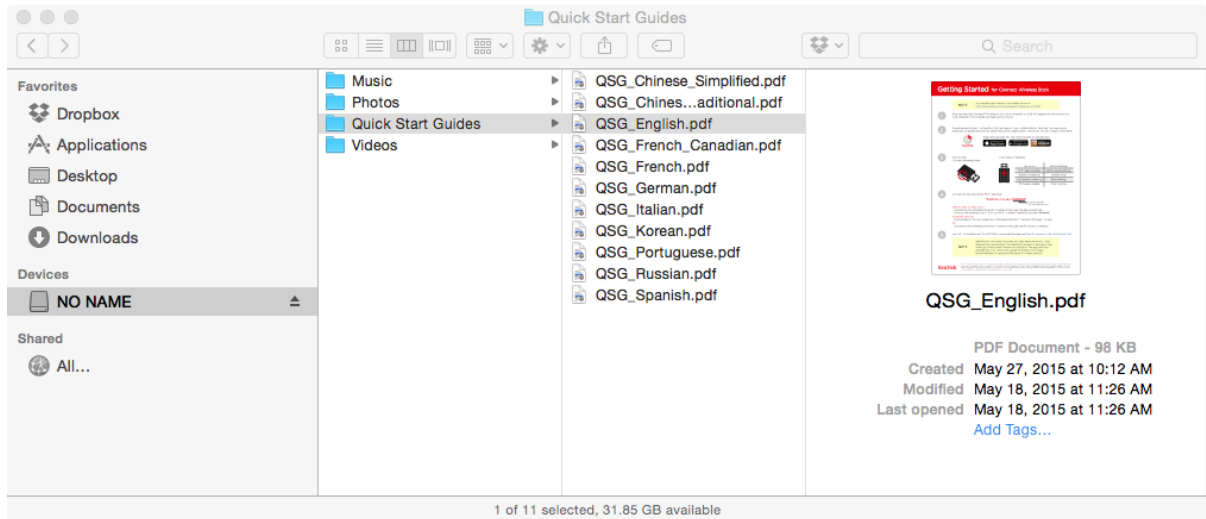 Quick Start Guides
Search
Favorites
Dropbox
Applications
Desktop
Documents
Downloads
Devices
NO NAME
Shared
All...
Music
Photos
Quick Start Guides
Videos
QSG_Chinese_Simplified.pdf
QSG_Chines...aditional.pdf
QSG_English.pdf
QSG_French_Canadian.pdf
QSG_French.pdf
QSG_German.pdf
QSG_Italian.pdf
QSG_Korean.pdf
QSG_Portuguese.pdf
QSG_Russian.pdf
QSG_Spanish.pdf
Getting Started for Connect Wireless Stick
QSG_English.pdf
PDF Document - 98 KB
Created May 27, 2015 at 10:12 AM
Modified May 18, 2015 at 11:26 AM
Last opened May 18, 2015 at 11:26 AM
Add Tags...
1 of 11 selected, 31.85 GB available